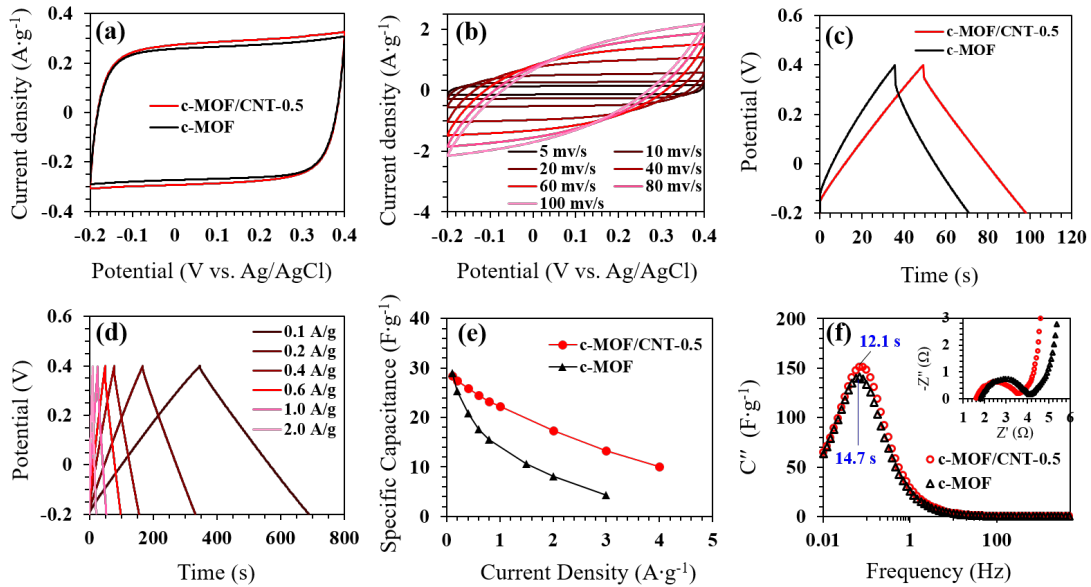 (a)
Current density (A·g⁻¹)
0.4
0.2
0
-0.2
-0.4
c-MOF/CNT-0.5
c-MOF
-0.2 -0.1 0 0.1 0.2 0.3 0.4
Potential (V vs. Ag/AgCl)
(b)
Current density (A·g⁻¹)
2
0
-2
-4
5 mv/s 10 mv/s
20 mv/s 40 mv/s
60 mv/s 80 mv/s
100 mv/s
-0.2 -0.1 0 0.1 0.2 0.3 0.4
Potential (V vs. Ag/AgCl)
(c)
Potential (V)
0.6
0.4
0.2
0
-0.2
c-MOF/CNT-0.5
c-MOF
0 20 40 60 80 100 120
Time (s)
(d)
Potential (V)
0.6
0.4
0.2
0
-0.2
0.1 A/g
0.2 A/g
0.4 A/g
0.6 A/g
1.0 A/g
2.0 A/g
0 200 400 600 800
Time (s)
(e)
Specific Capacitance (F·g⁻¹)
40
30
20
10
0
c-MOF/CNT-0.5
c-MOF
0 1 2 3 4 5
Current Density (A·g⁻¹)
(f)
C″ (F·g⁻¹)
200
150
100
50
0
12.1 s
14.7 s
c-MOF/CNT-0.5
c-MOF
0.01 1 100
Frequency (Hz)
-Z″ (Ω)
3
2
1
0
1 2 3 4 5 6
Z′ (Ω)